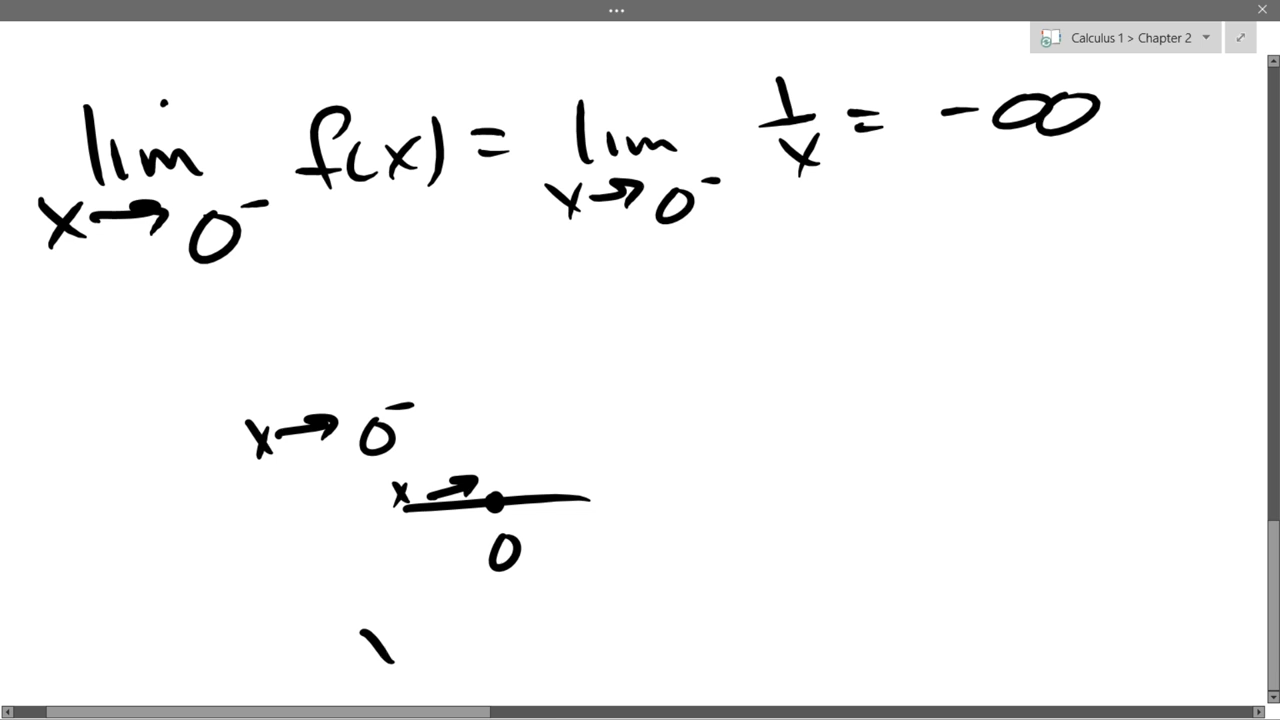 Calculus 1 > Chapter 2
lim f(x) = lim 1/x = -∞
x→0⁻ x→0⁻
x→0⁻
x →
0